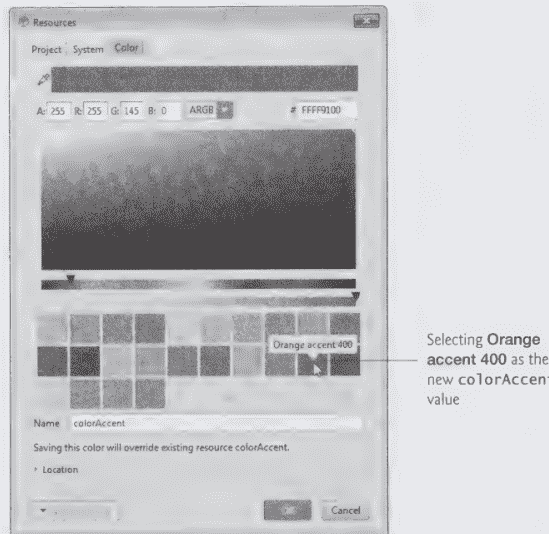 Resources
Project System Color
A: 255 R: 255 G: 145 B: 0 ARGB # FFFF9100
Orange accent 400
Selecting Orange
accent 400 as the
new colorAccent
value
Name colorAccent
Saving this color will override existing resource colorAccent.
Location
OK Cancel